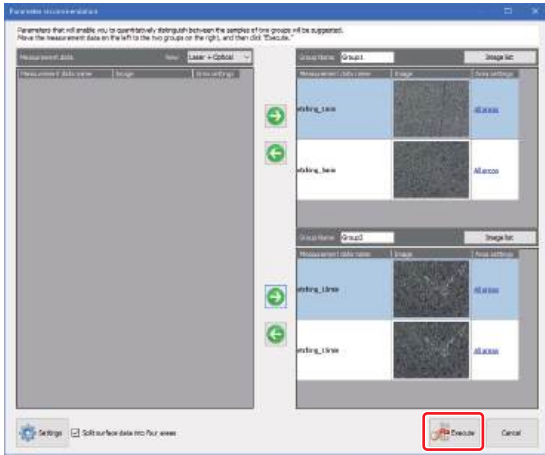 Parameter recommendation
Parameters that will enable you to quantitatively distinguish between the samples of two groups will be suggested.
Move the measurement data on the left to the two groups on the right, and then click "Execute."
Measurement data
View
Laser + Optical
Measurement data name
Image
Area settings
Group Name
Group1
Image list
Measurement data name
Image
Area settings
etching_1min
All areas
etching_5min
All areas
Group Name
Group2
Image list
Measurement data name
Image
Area settings
etching_10min
All areas
etching_15min
All areas
Settings
Split surface data into four areas
Execute
Cancel